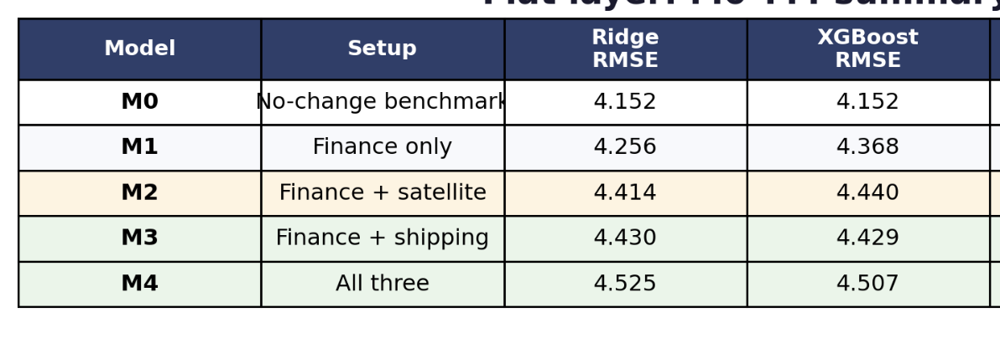 Flat layer: M0–M4 summary
Model Setup Ridge RMSE XGBoost RMSE
M0 No-change benchmark 4.152 4.152
M1 Finance only 4.256 4.368
M2 Finance + satellite 4.414 4.440
M3 Finance + shipping 4.430 4.429
M4 All three 4.525 4.507